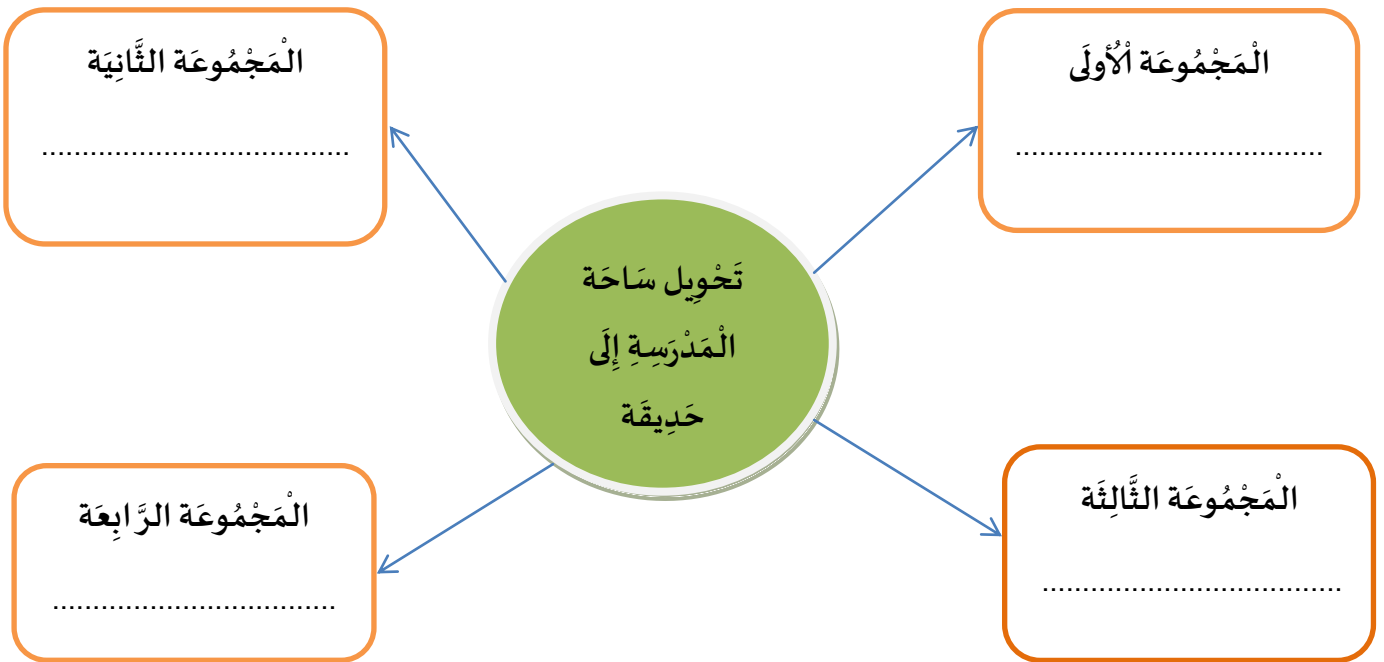 الْمَجْمُوعَة اْلأُولَى
.....................................
الْمَجْمُوعَة الثَّانِيَة
.....................................
تَحْوِيل سَاحَة
الْمَدْرَسِةِ إِلَى
حَدِيقَة
الْمَجْمُوعَة الثَّالِثَة
....................................
الْمَجْمُوعَة الرَّابِعَة
..................................